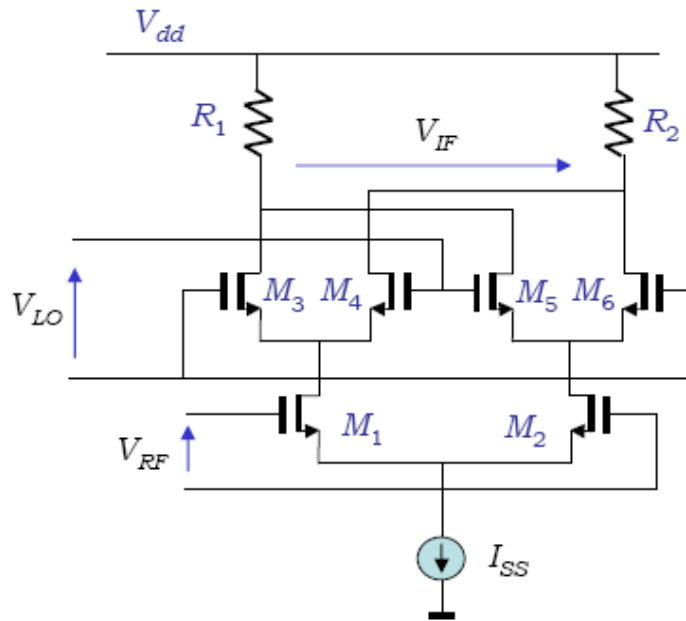 V_dd
R_1
V_IF
R_2
V_LO
M_3
M_4
M_5
M_6
M_1
M_2
V_RF
I_SS